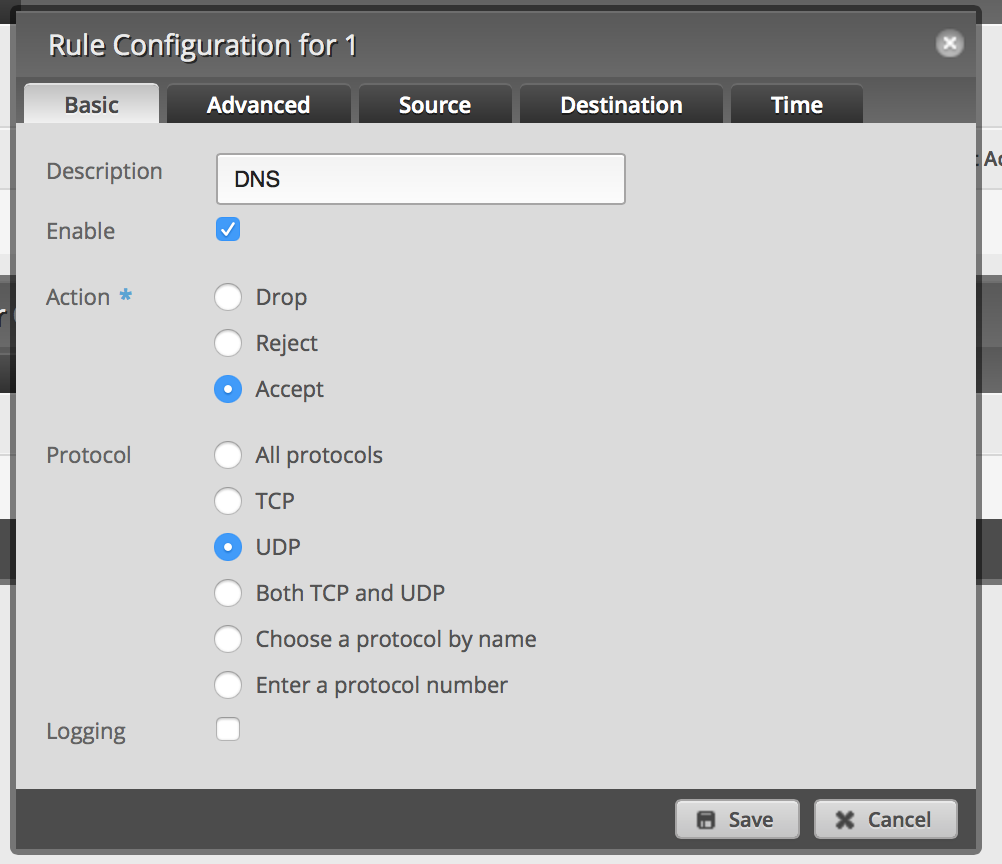 Rule Configuration for 1
Basic Advanced Source Destination Time
Description DNS
Enable
Action * Drop
Reject
Accept
Protocol All protocols
TCP
UDP
Both TCP and UDP
Choose a protocol by name
Enter a protocol number
Logging
Save Cancel